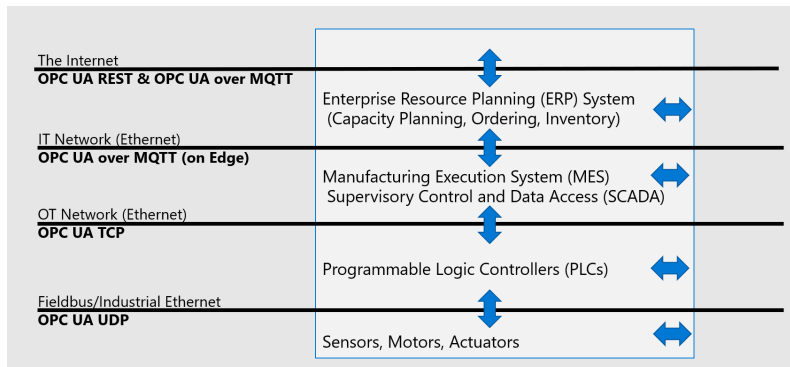 The Internet
OPC UA REST & OPC UA over MQTT
Enterprise Resource Planning (ERP) System
(Capacity Planning, Ordering, Inventory)
IT Network (Ethernet)
OPC UA over MQTT (on Edge)
Manufacturing Execution System (MES)
Supervisory Control and Data Access (SCADA)
OT Network (Ethernet)
OPC UA TCP
Programmable Logic Controllers (PLCs)
Fieldbus/Industrial Ethernet
OPC UA UDP
Sensors, Motors, Actuators